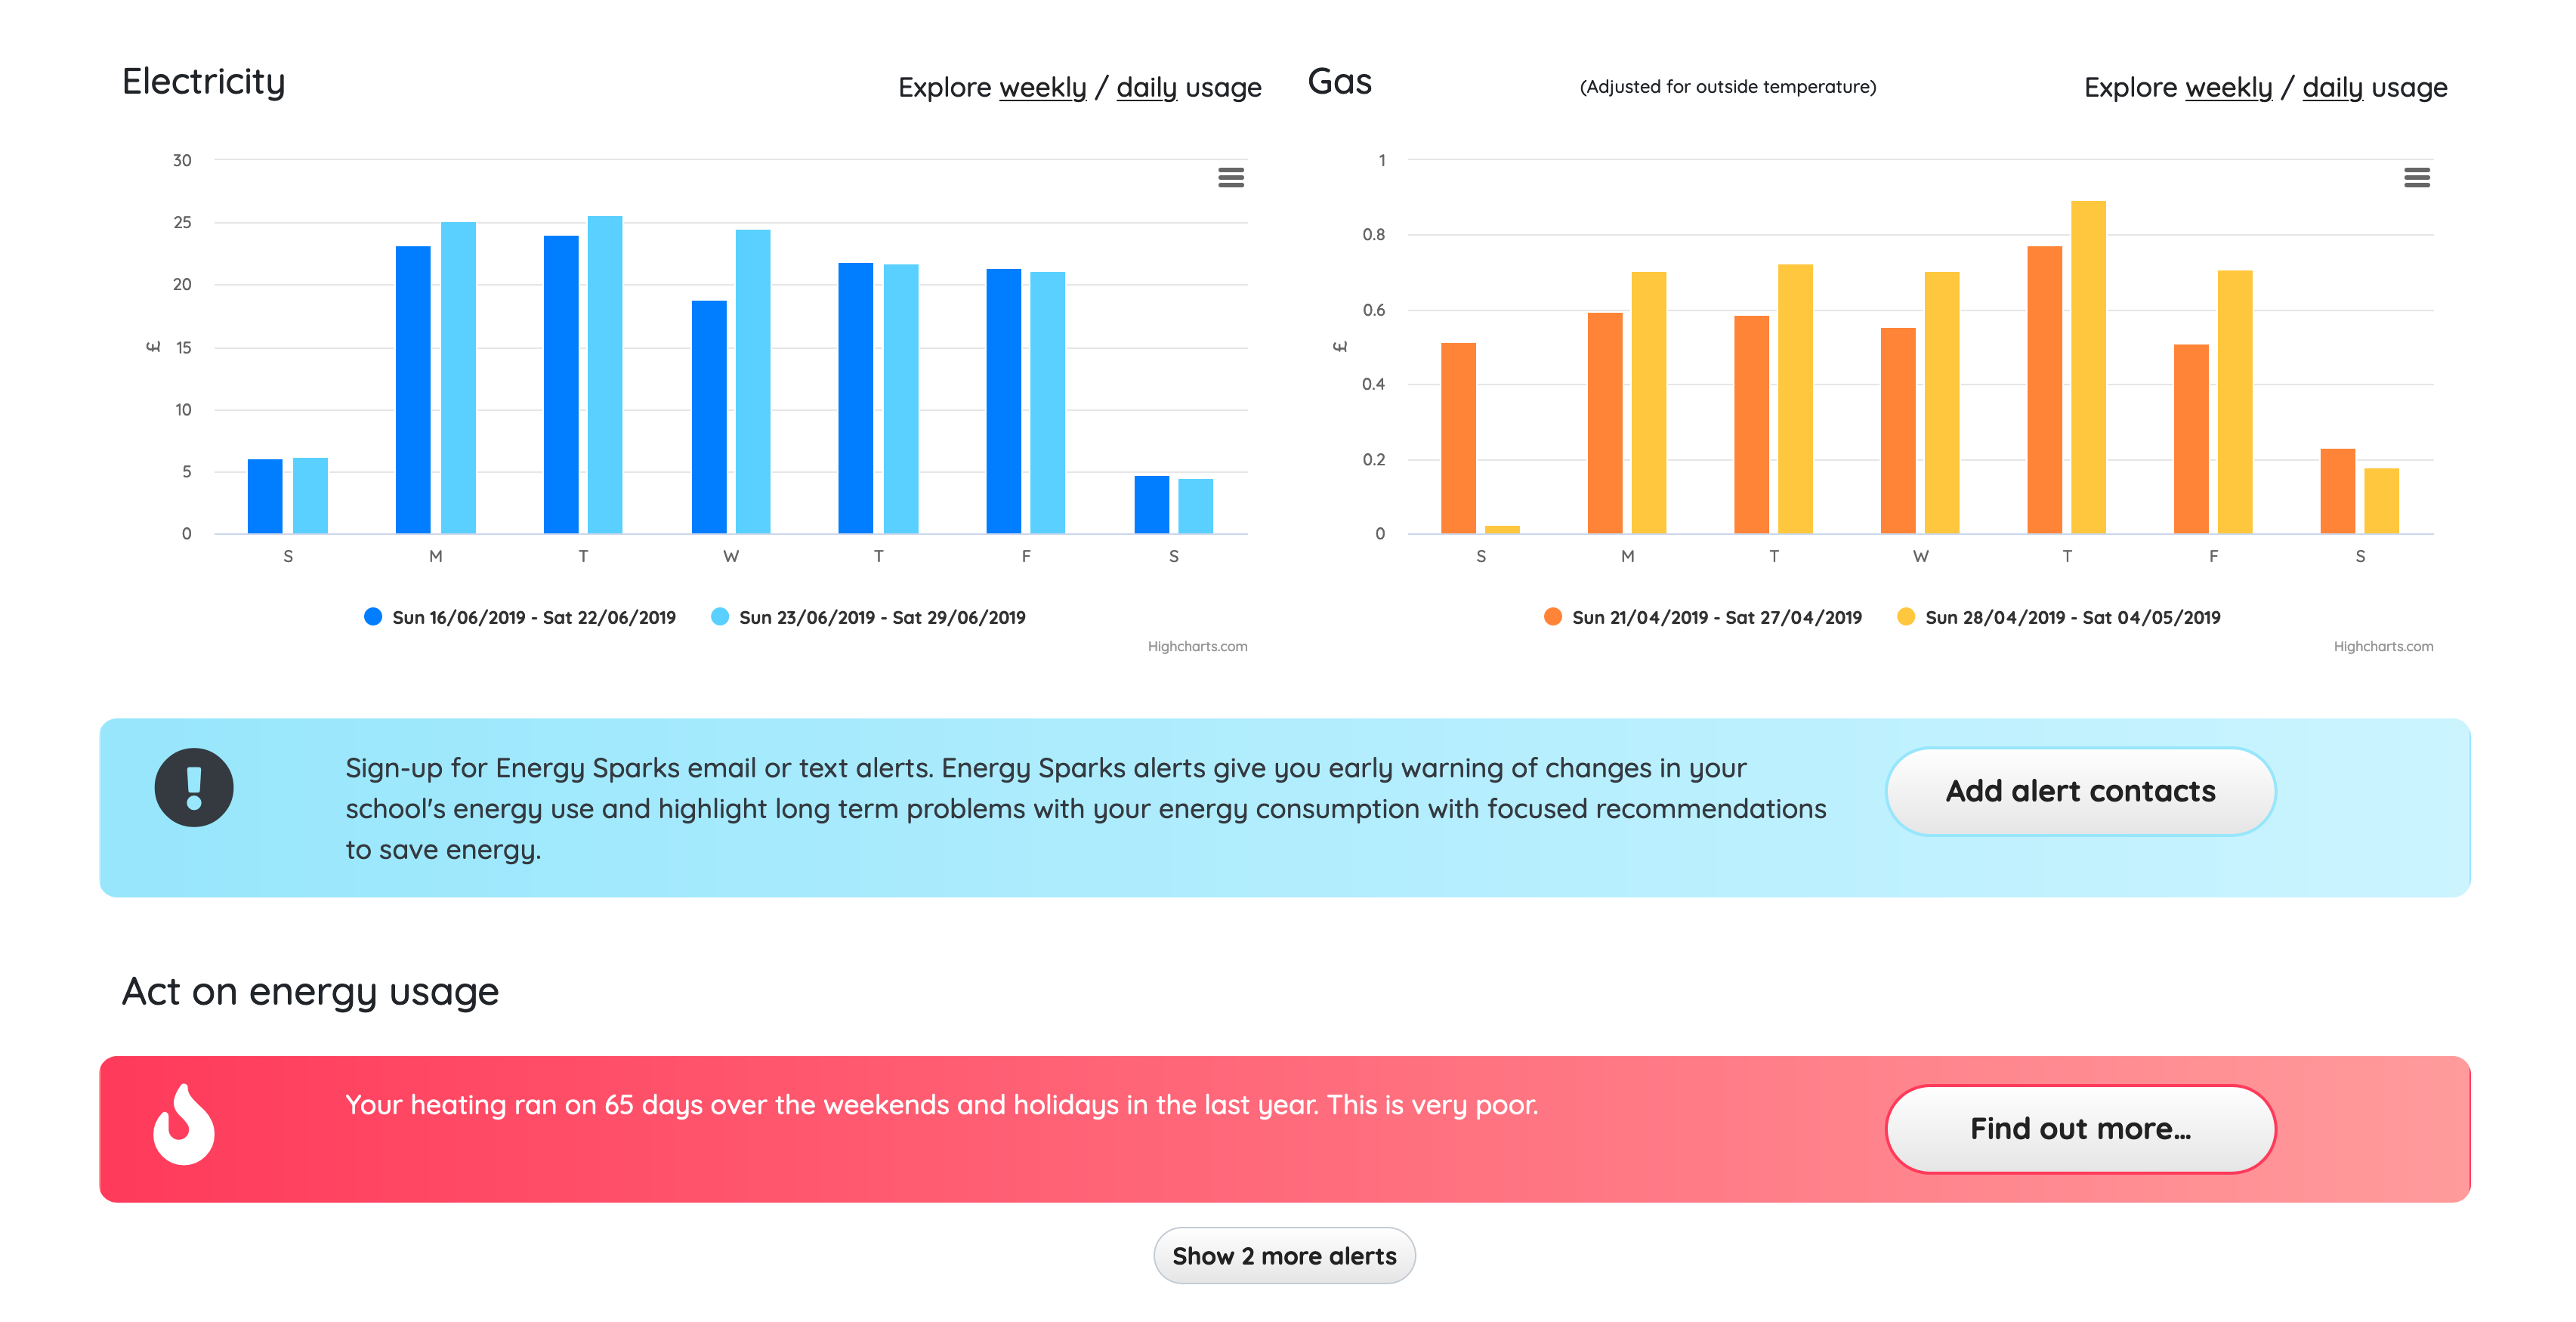 Electricity
Explore weekly / daily usage
30
25
20
15
10
5
0
£
S M T W T F S
Sun 16/06/2019 - Sat 22/06/2019 Sun 23/06/2019 - Sat 29/06/2019
Highcharts.com
Gas
(Adjusted for outside temperature)
Explore weekly / daily usage
1
0.8
0.6
0.4
0.2
0
£
S M T W T F S
Sun 21/04/2019 - Sat 27/04/2019 Sun 28/04/2019 - Sat 04/05/2019
Highcharts.com
Sign-up for Energy Sparks email or text alerts. Energy Sparks alerts give you early warning of changes in your
school's energy use and highlight long term problems with your energy consumption with focused recommendations
to save energy.
Add alert contacts
Act on energy usage
Your heating ran on 65 days over the weekends and holidays in the last year. This is very poor.
Find out more...
Show 2 more alerts